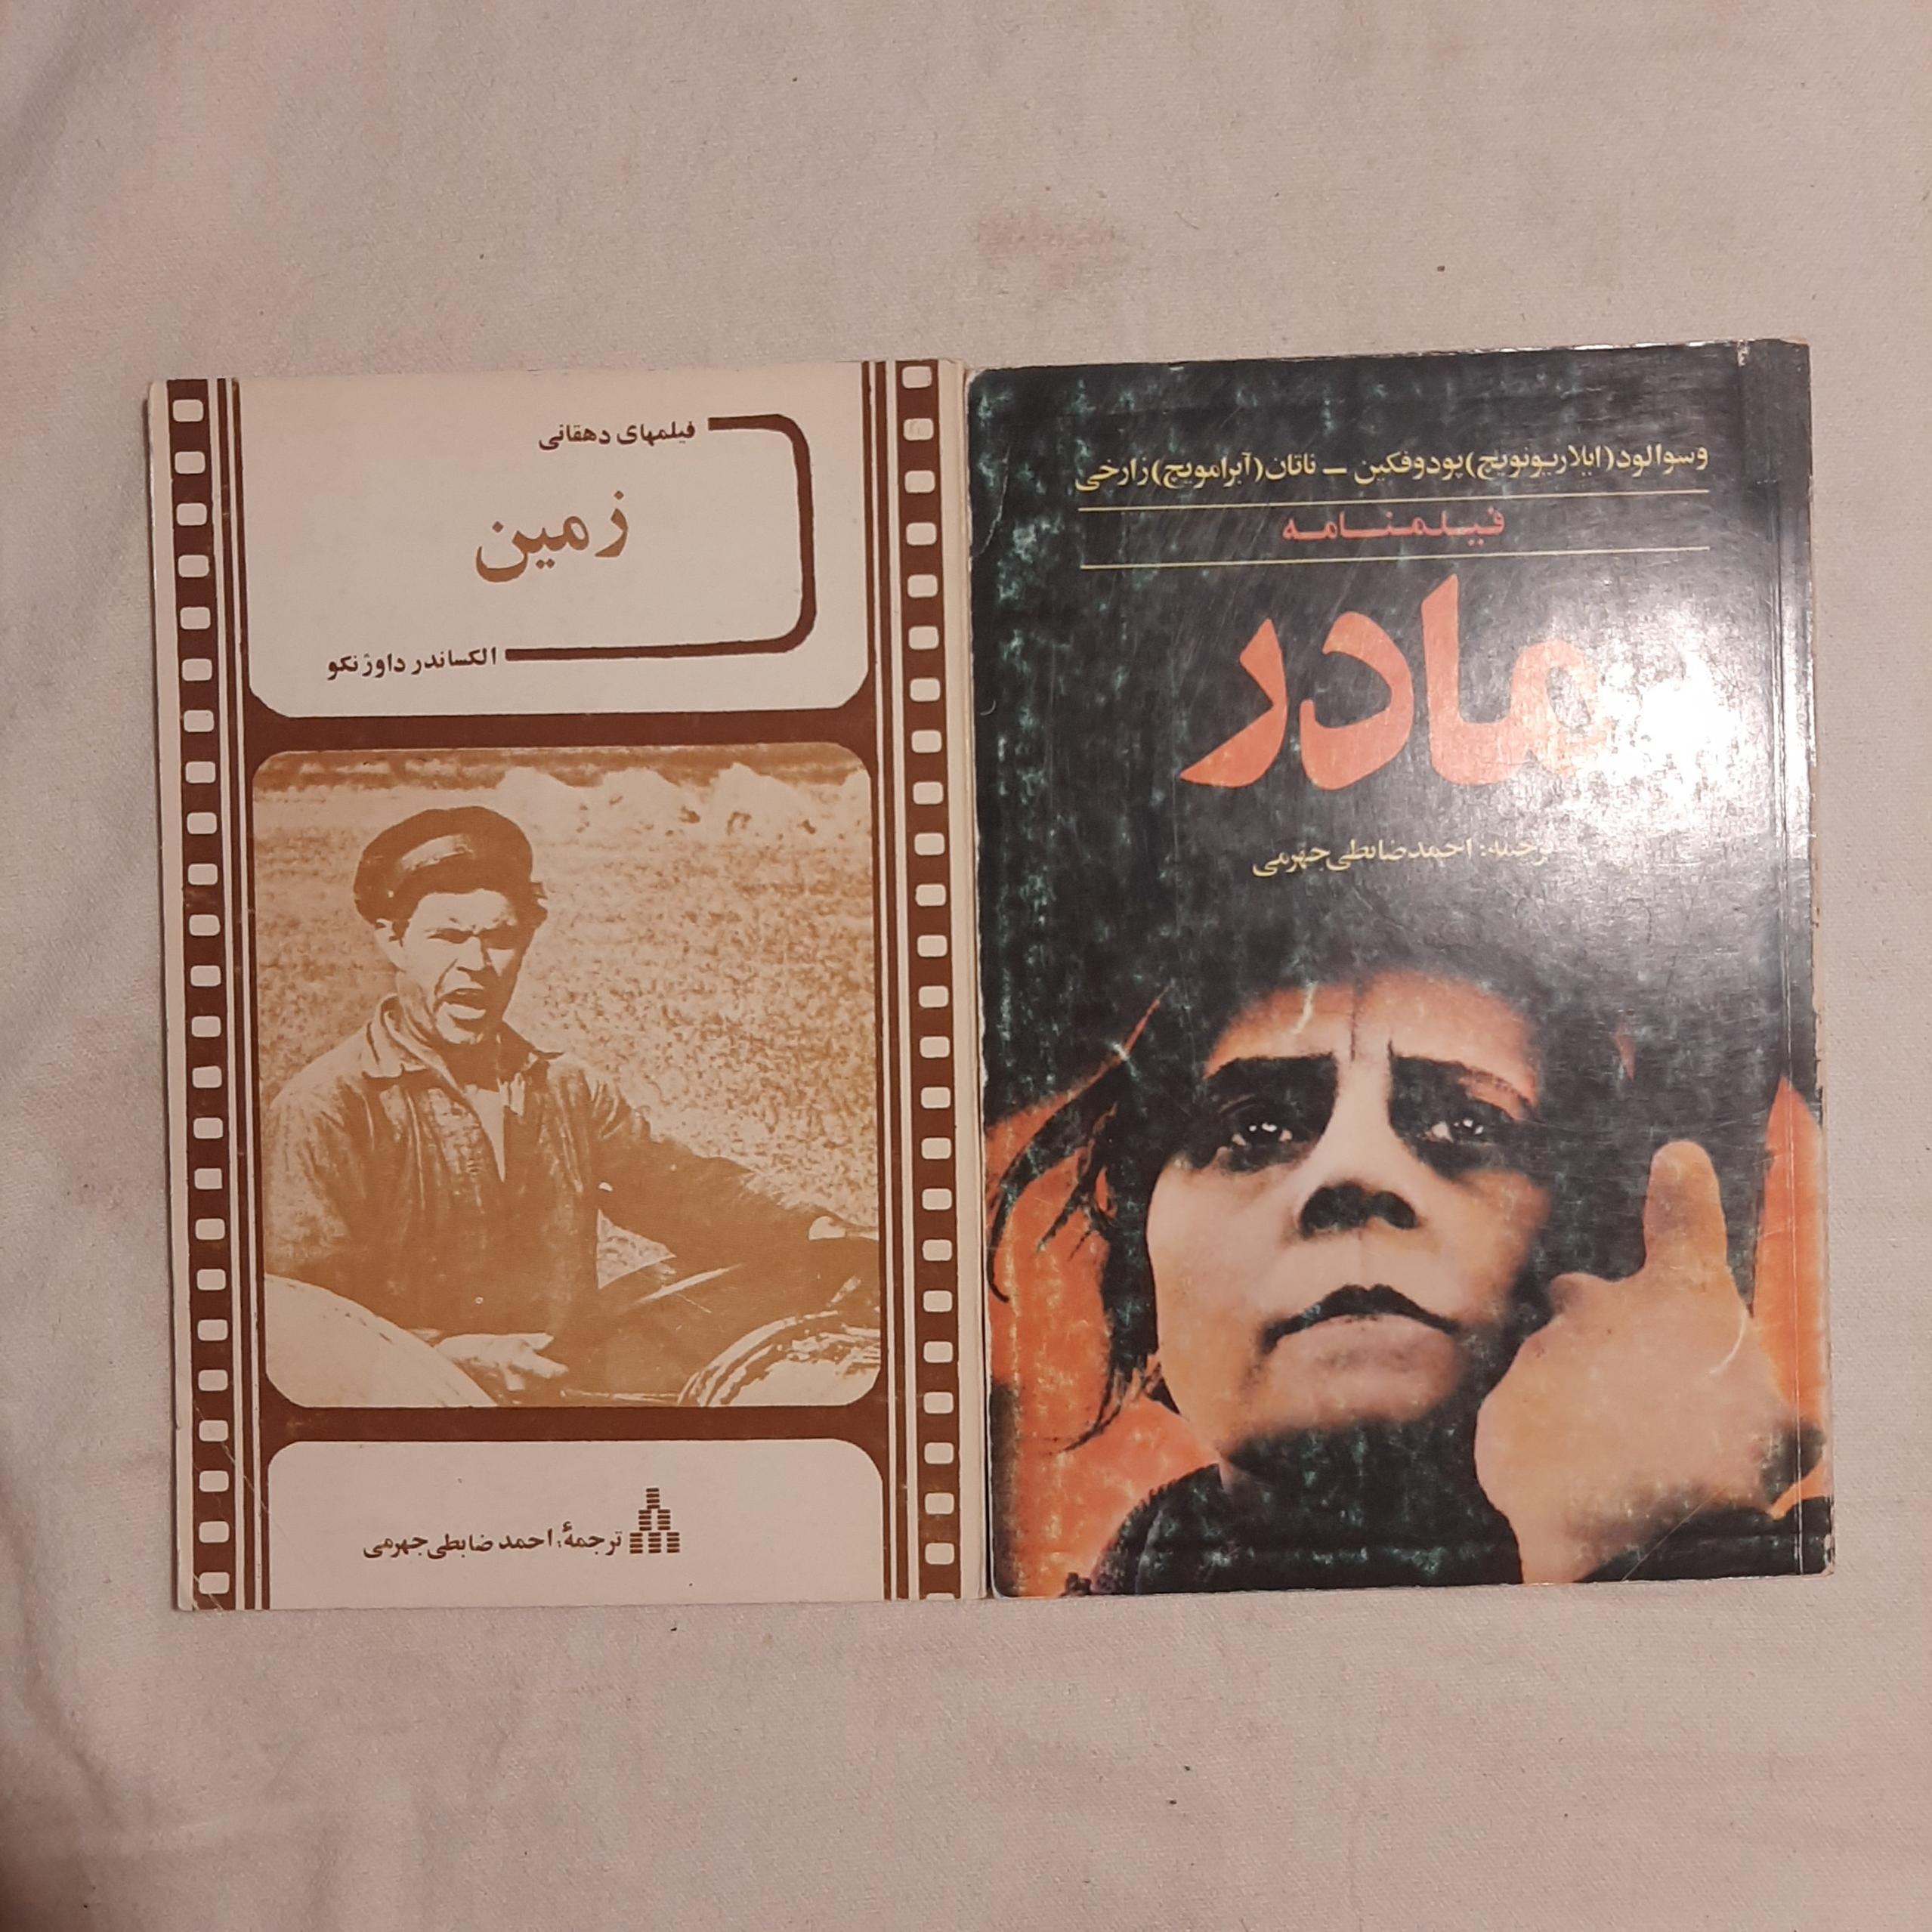 فیلمهای دهقانی
زمین
الکساندر داوژنکو
ترجمهٔ: احمد ضابطی جهرمی
وسوالود (ایلاریونویچ) پودوفکین – ناتان (آبرامویچ) زارخی
فیلمنامه
مادر
ترجمه: احمد ضابطی جهرمی